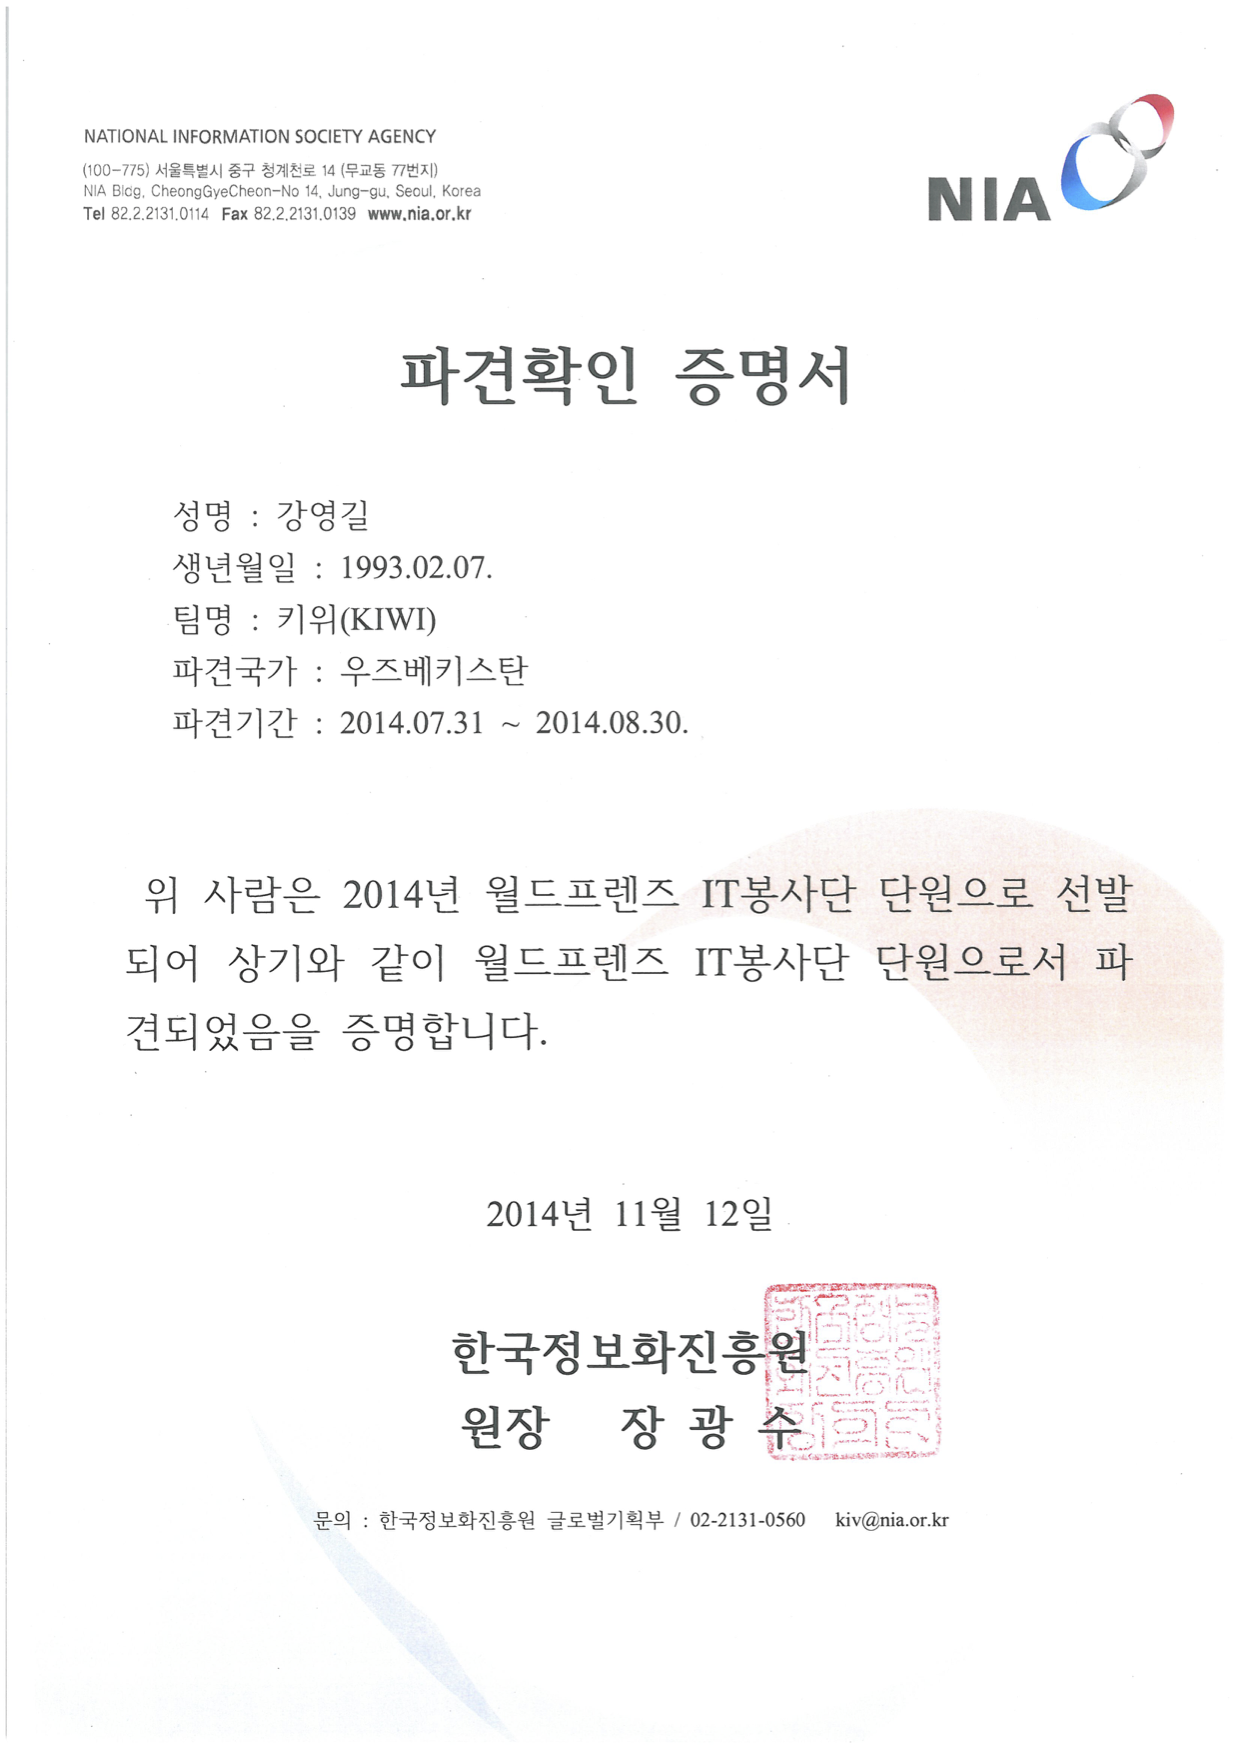 NATIONAL INFORMATION SOCIETY AGENCY
(100-775) 서울특별시 중구 청계천로 14 (무교동 77번지)
NIA Bldg, CheongGyeCheon-No 14, Jung-gu, Seoul, Korea
Tel 82.2.2131.0114 Fax 82.2.2131.0139 www.nia.or.kr
NIA
파견확인 증명서
성명 : 강영길
생년월일 : 1993.02.07.
팀명 : 키위(KIWI)
파견국가 : 우즈베키스탄
파견기간 : 2014.07.31 ~ 2014.08.30.
위 사람은 2014년 월드프렌즈 IT봉사단 단원으로 선발
되어 상기와 같이 월드프렌즈 IT봉사단 단원으로서 파
견되었음을 증명합니다.
2014년 11월 12일
한국정보화진흥원
원장 장 광 수
문의 : 한국정보화진흥원 글로벌기획부 / 02-2131-0560 kiv@nia.or.kr